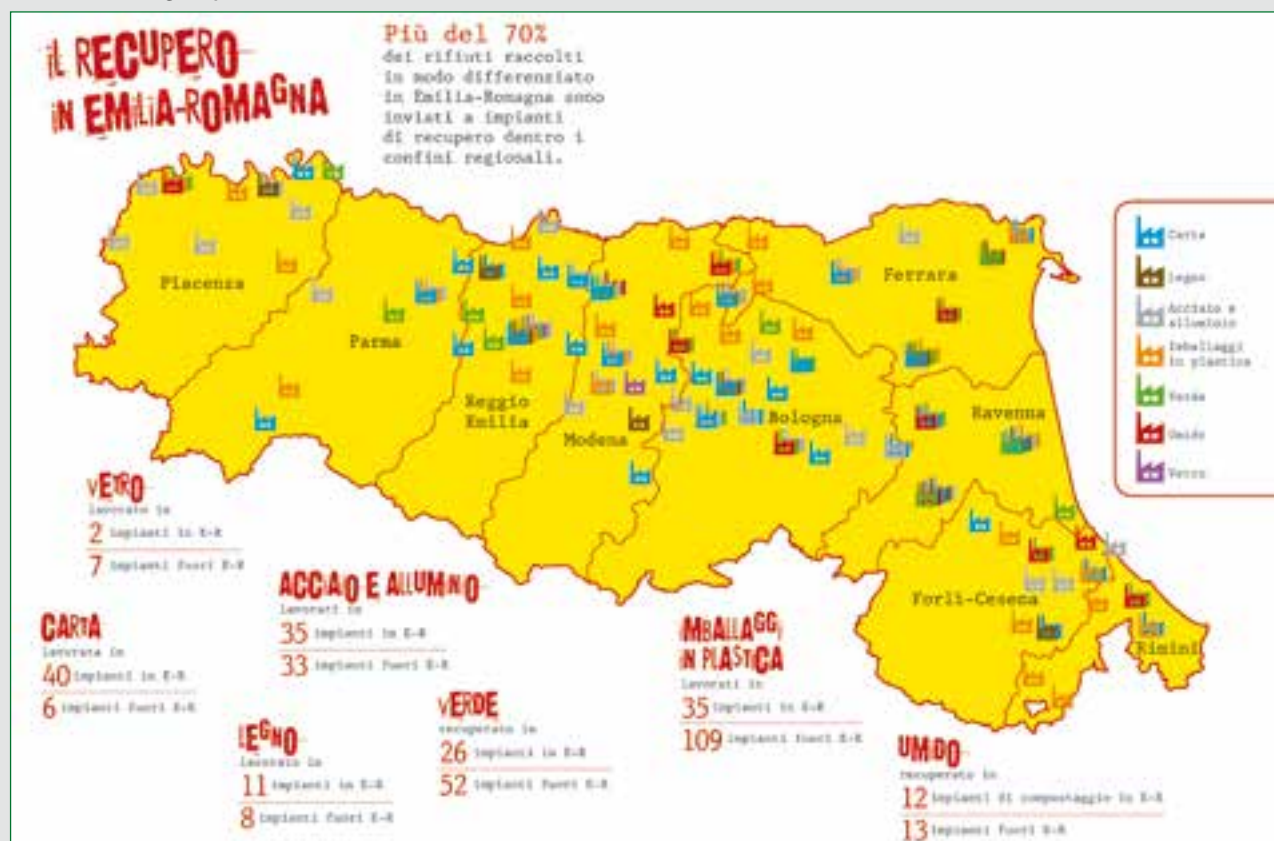 iL RECUPERO
iN EMiLiA-ROMAGNA
Più del 70%
dei rifiuti raccolti
in modo differenziato
in Emilia-Romagna sono
inviati a impianti
di recupero dentro i
confini regionali.
Piacenza
Parma
Reggio
Emilia
Modena
Bologna
Ferrara
Ravenna
Forlì-Cesena
Rimini
Carta
Legno
Acciaio e
alluminio
Imballaggi
in plastica
Verde
Umido
Vetro
VETRO
lavorato in
2 impianti in E-R
7 impianti fuori E-R
CARTA
lavorata in
40 impianti in E-R
6 impianti fuori E-R
ACCIAIO E ALLUMINO
lavorati in
35 impianti in E-R
33 impianti fuori E-R
LEGNO
lavorato in
11 impianti in E-R
8 impianti fuori E-R
VERDE
recuperato in
26 impianti in E-R
52 impianti fuori E-R
iMBALLAGGi
iN PLASTiCA
lavorati in
35 impianti in E-R
109 impianti fuori E-R
UMiDO
recuperato in
12 impianti di compostaggio in E-R
13 impianti fuori E-R